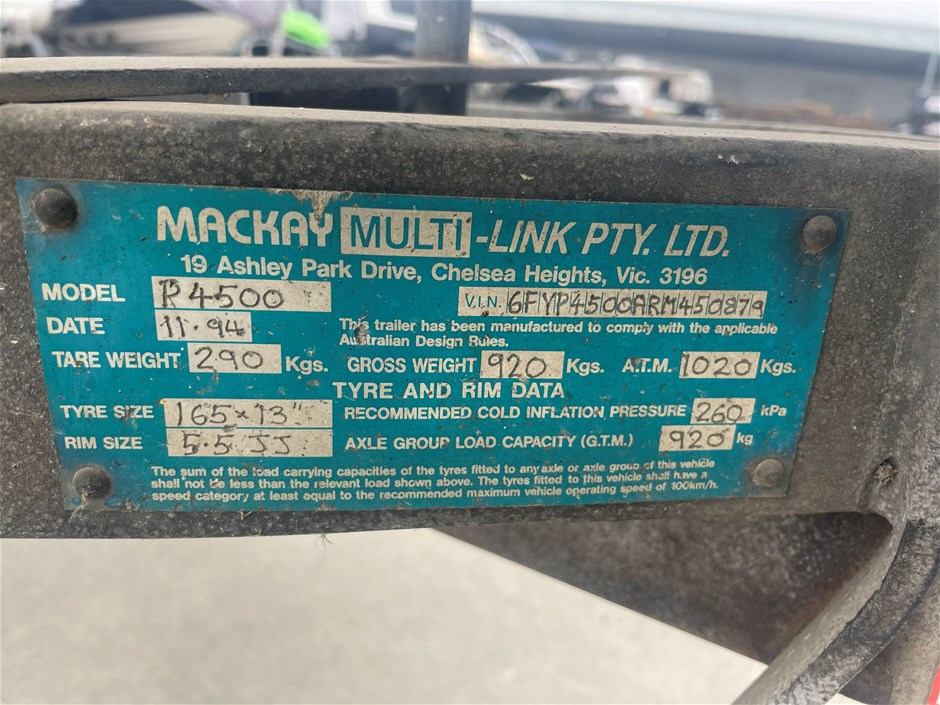 MACKAY MULTI -LINK PTY. LTD.
19 Ashley Park Drive, Chelsea Heights, Vic. 3196
MODEL R4500 V.I.N. 6FYP4500ARM450879
DATE 11.94 This trailer has been manufactured to comply with the applicable
Australian Design Rules.
TARE WEIGHT 290 Kgs. GROSS WEIGHT 920 Kgs. A.T.M. 1020 Kgs.
TYRE AND RIM DATA
TYRE SIZE 165×13" RECOMMENDED COLD INFLATION PRESSURE 260 kPa
RIM SIZE 5.5JJ AXLE GROUP LOAD CAPACITY (G.T.M.) 920 kg
The sum of the load carrying capacities of the tyres fitted to any axle or axle group of this vehicle
shall not be less than the relevant load shown above. The tyres fitted to this vehicle shall have a
speed category at least equal to the recommended maximum vehicle operating speed of 100km/h.